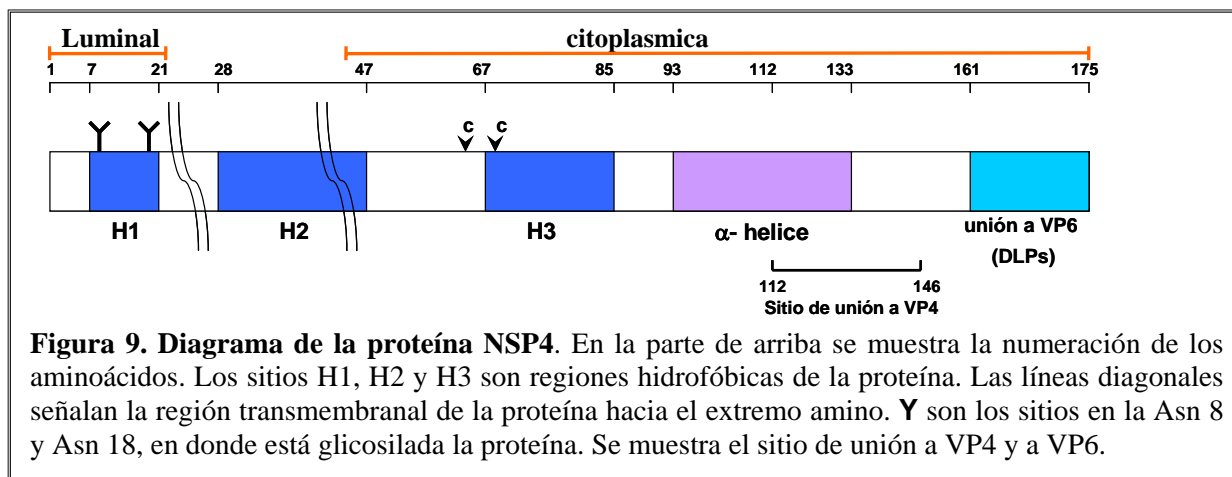 Luminal citoplasmica
1 7 21 28 47 67 85 93 112 133 161 175
Y Y c c
H1 H2 H3 α- helice unión a VP6
(DLPs)
112 146
Sitio de unión a VP4
Figura 9. Diagrama de la proteína NSP4. En la parte de arriba se muestra la numeración de los
aminoácidos. Los sitios H1, H2 y H3 son regiones hidrofóbicas de la proteína. Las líneas diagonales
señalan la región transmembranal de la proteína hacia el extremo amino. Y son los sitios en la Asn 8
y Asn 18, en donde está glicosilada la proteína. Se muestra el sitio de unión a VP4 y a VP6.